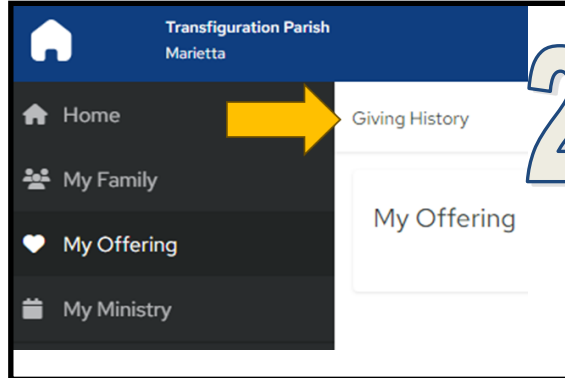 Transfiguration Parish
Marietta
Home
My Family
My Offering
My Ministry
Giving History
My Offering
2